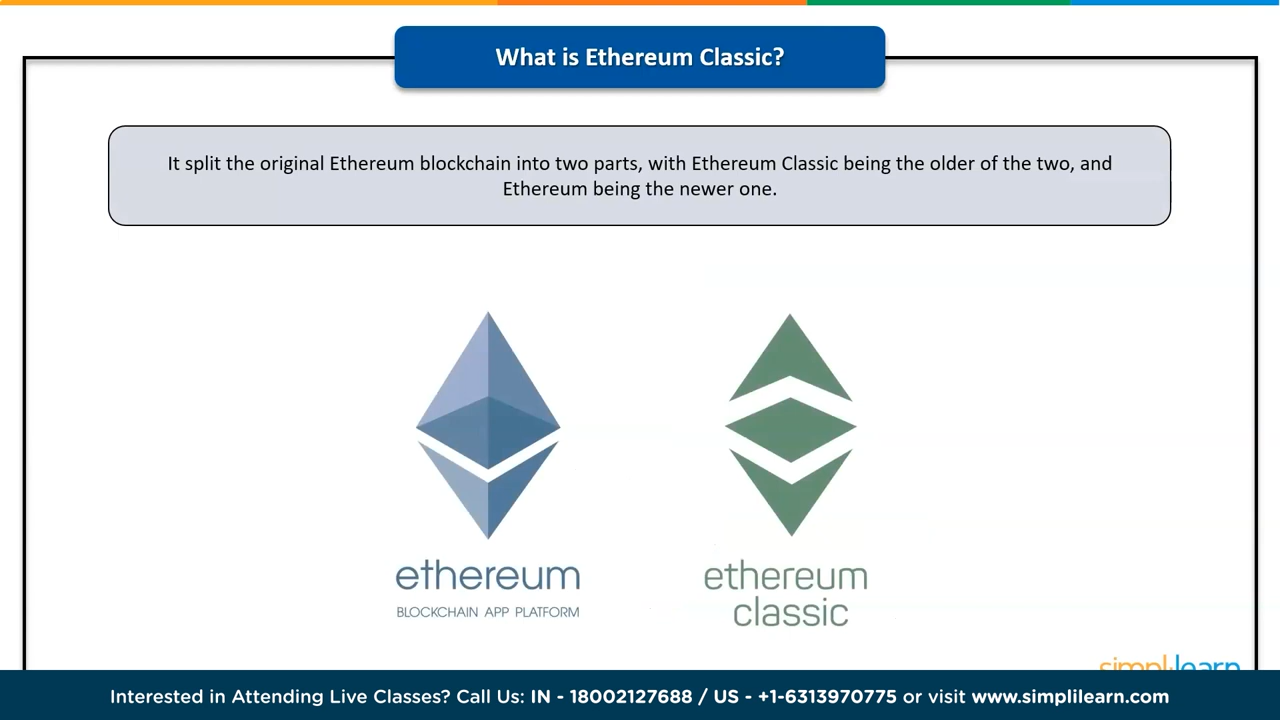 What is Ethereum Classic?
It split the original Ethereum blockchain into two parts, with Ethereum Classic being the older of the two, and
Ethereum being the newer one.
ethereum
BLOCKCHAIN APP PLATFORM
ethereum
classic
simplilearn
Interested in Attending Live Classes? Call Us: IN - 18002127688 / US - +1-6313970775 or visit www.simplilearn.com